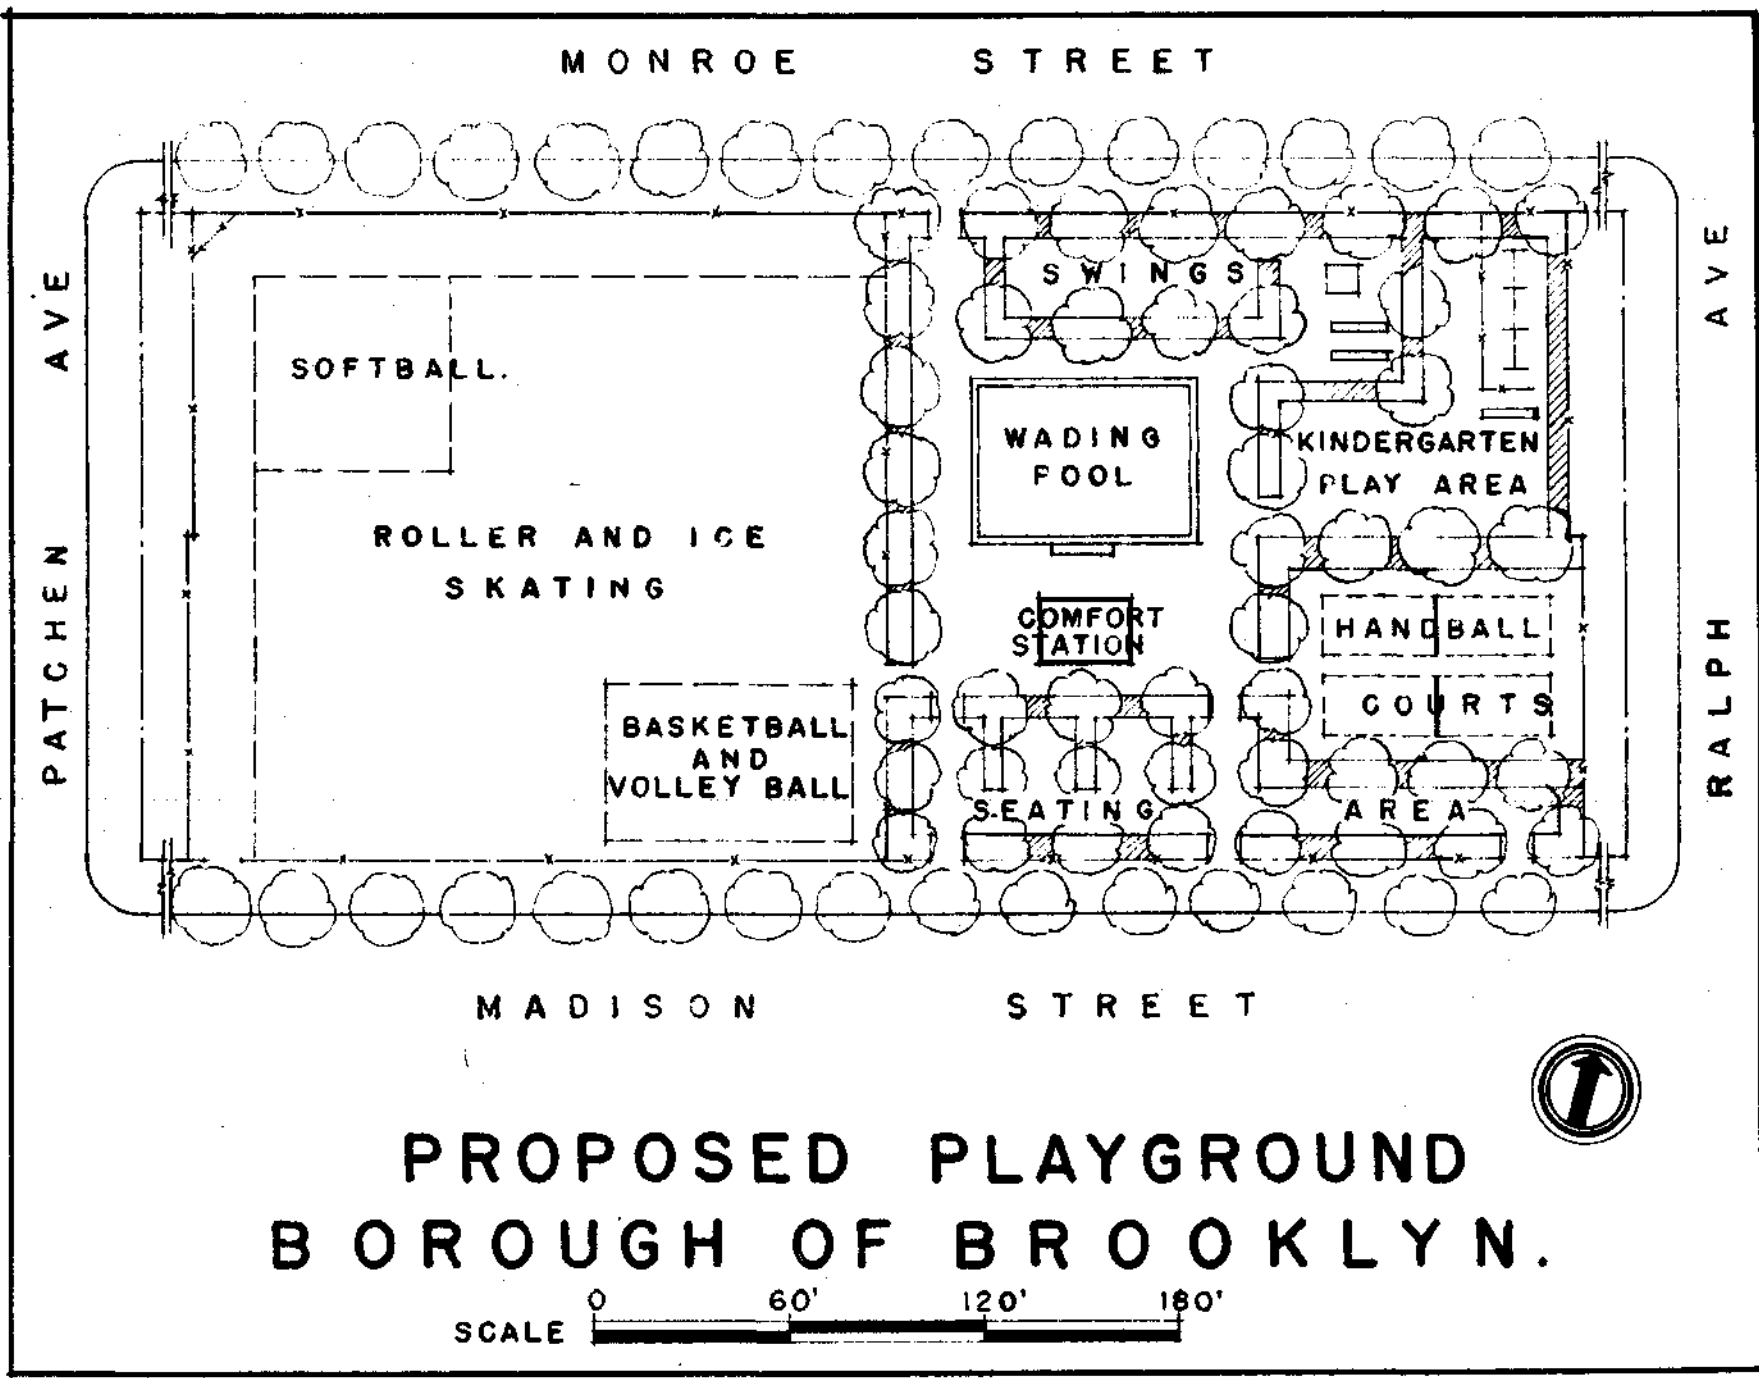 MONROE STREET
PATCHEN AVE
RALPH AVE
SWINGS
SOFTBALL.
WADING
POOL
KINDERGARTEN
PLAY AREA
ROLLER AND ICE
SKATING
COMFORT
STATION
HANDBALL
COURTS
BASKETBALL
AND
VOLLEY BALL
SEATING AREA
MADISON STREET
PROPOSED PLAYGROUND
BOROUGH OF BROOKLYN.
0 60' 120' 180'
SCALE